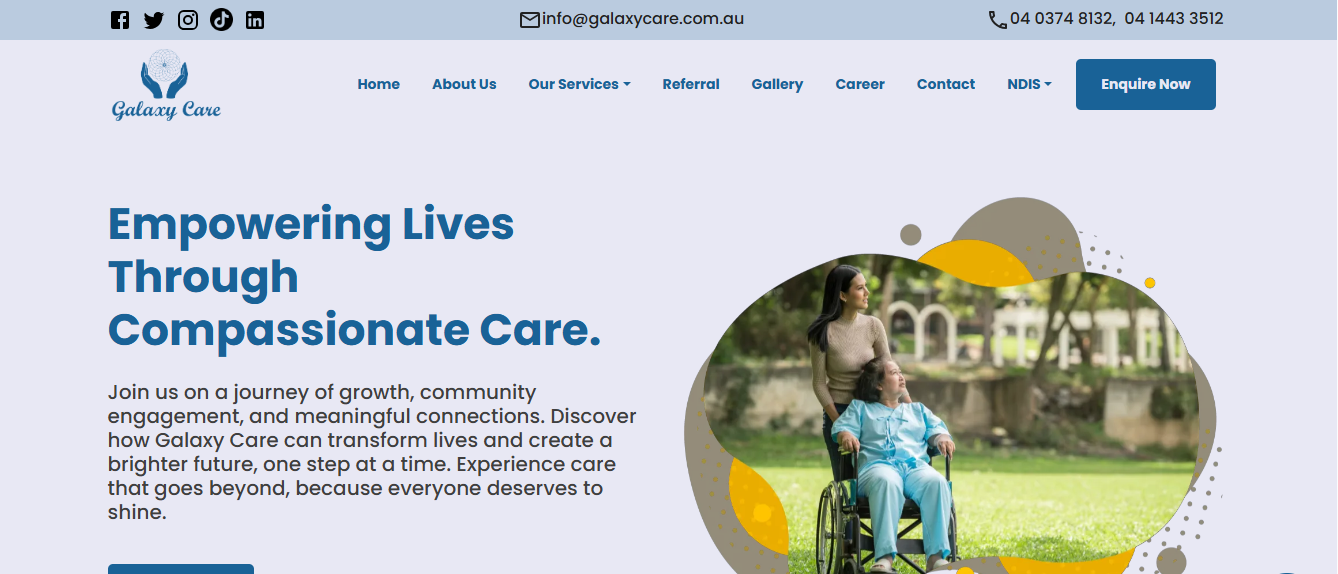 info@galaxycare.com.au
04 0374 8132, 04 1443 3512
Galaxy Care
Home About Us Our Services Referral Gallery Career Contact NDIS Enquire Now
Empowering Lives
Through
Compassionate Care.
Join us on a journey of growth, community
engagement, and meaningful connections. Discover
how Galaxy Care can transform lives and create a
brighter future, one step at a time. Experience care
that goes beyond, because everyone deserves to
shine.